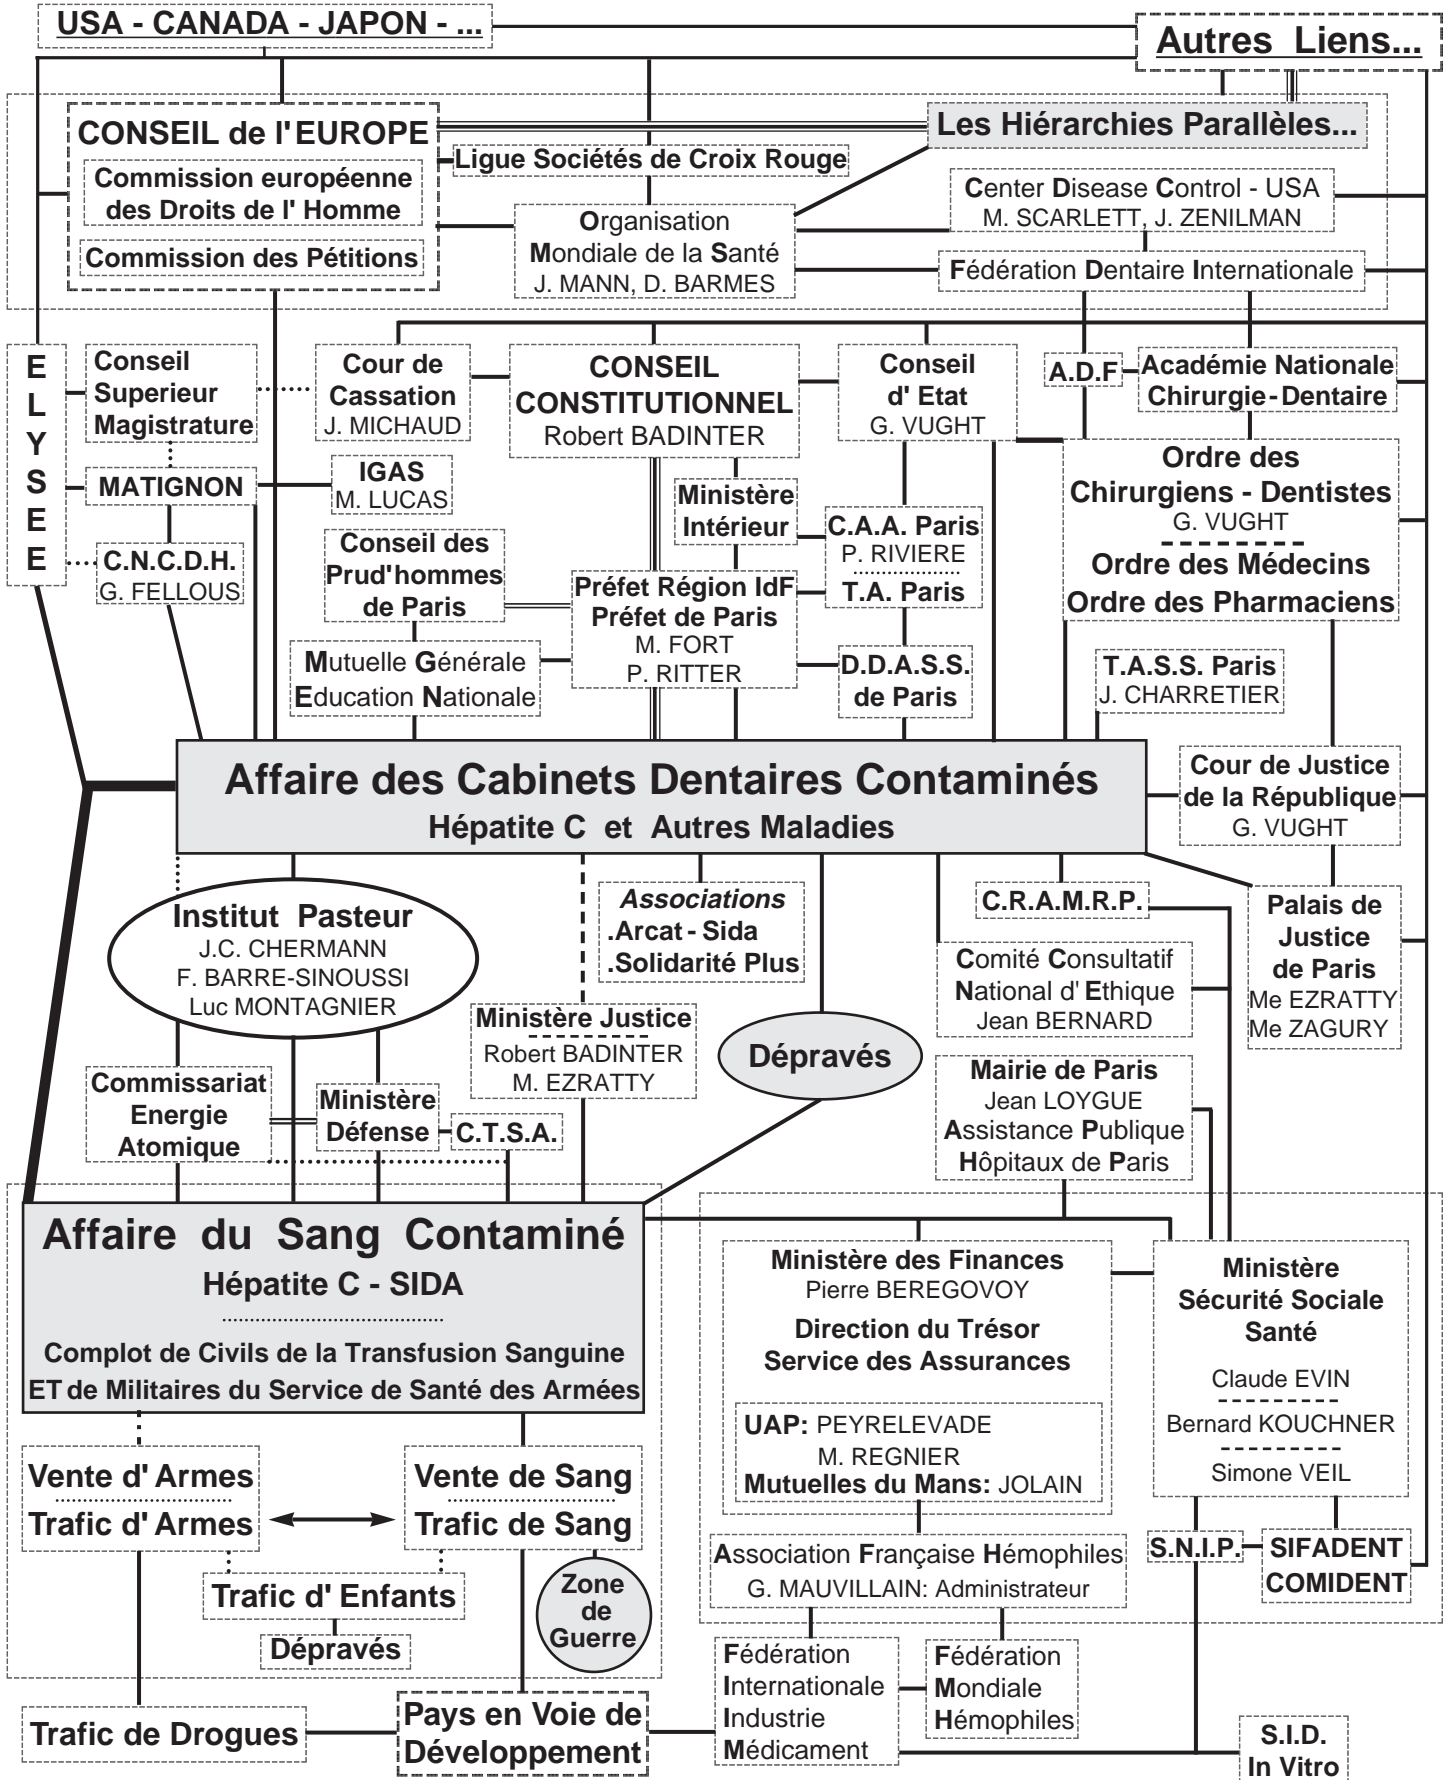 USA - CANADA - JAPON - ...
Autres Liens...
CONSEIL de l' EUROPE
Commission européenne
des Droits de l' Homme
Commission des Pétitions
Les Hiérarchies Parallèles...
Ligue Sociétés de Croix Rouge
Organisation
Mondiale de la Santé
J. MANN, D. BARMES
Center Disease Control - USA
M. SCARLETT, J. ZENILMAN
Fédération Dentaire Internationale
E
L
Y
S
E
E
Conseil
Superieur
Magistrature
Cour de
Cassation
J. MICHAUD
CONSEIL
CONSTITUTIONNEL
Robert BADINTER
Conseil
d' Etat
G. VUGHT
A.D.F
Académie Nationale
Chirurgie-Dentaire
MATIGNON
IGAS
M. LUCAS
Ministère
Intérieur
C.A.A. Paris
P. RIVIERE
T.A. Paris
Ordre des
Chirurgiens - Dentistes
G. VUGHT
Ordre des Médecins
Ordre des Pharmaciens
C.N.C.D.H.
G. FELLOUS
Conseil des
Prud'hommes
de Paris
Préfet Région IdF
Préfet de Paris
M. FORT
P. RITTER
Mutuelle Générale
Education Nationale
D.D.A.S.S.
de Paris
T.A.S.S. Paris
J. CHARRETIER
Affaire des Cabinets Dentaires Contaminés
Hépatite C et Autres Maladies
Cour de Justice
de la République
G. VUGHT
Institut Pasteur
J.C. CHERMANN
F. BARRE-SINOUSSI
Luc MONTAGNIER
Associations
.Arcat - Sida
.Solidarité Plus
C.R.A.M.R.P.
Palais de
Justice
de Paris
Me EZRATTY
Me ZAGURY
Comité Consultatif
National d' Ethique
Jean BERNARD
Ministère Justice
Robert BADINTER
M. EZRATTY
Dépravés
Mairie de Paris
Jean LOYGUE
Assistance Publique
Hôpitaux de Paris
Commissariat
Energie
Atomique
Ministère
Défense
C.T.S.A.
Affaire du Sang Contaminé
Hépatite C - SIDA
Complot de Civils de la Transfusion Sanguine
ET de Militaires du Service de Santé des Armées
Ministère des Finances
Pierre BEREGOVOY
Direction du Trésor
Service des Assurances
UAP: PEYRELEVADE
M. REGNIER
Mutuelles du Mans: JOLAIN
Ministère
Sécurité Sociale
Santé
Claude EVIN
Bernard KOUCHNER
Simone VEIL
Vente d' Armes
Trafic d' Armes
Vente de Sang
Trafic de Sang
Trafic d' Enfants
Dépravés
Zone
de
Guerre
Association Française Hémophiles
G. MAUVILLAIN: Administrateur
S.N.I.P.
SIFADENT
COMIDENT
Trafic de Drogues
Pays en Voie de
Développement
Fédération
Internationale
Industrie
Médicament
Fédération
Mondiale
Hémophiles
S.I.D.
In Vitro